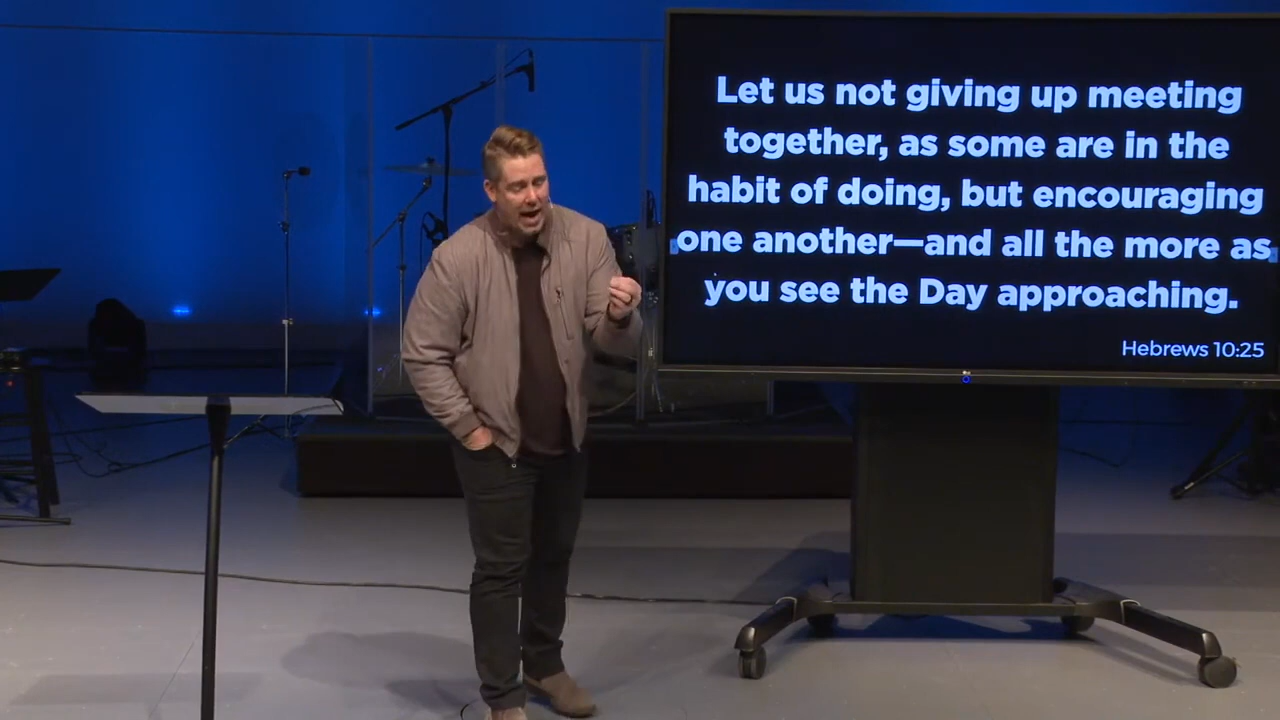 Let us not giving up meeting
together, as some are in the
habit of doing, but encouraging
one another—and all the more as
you see the Day approaching.
Hebrews 10:25